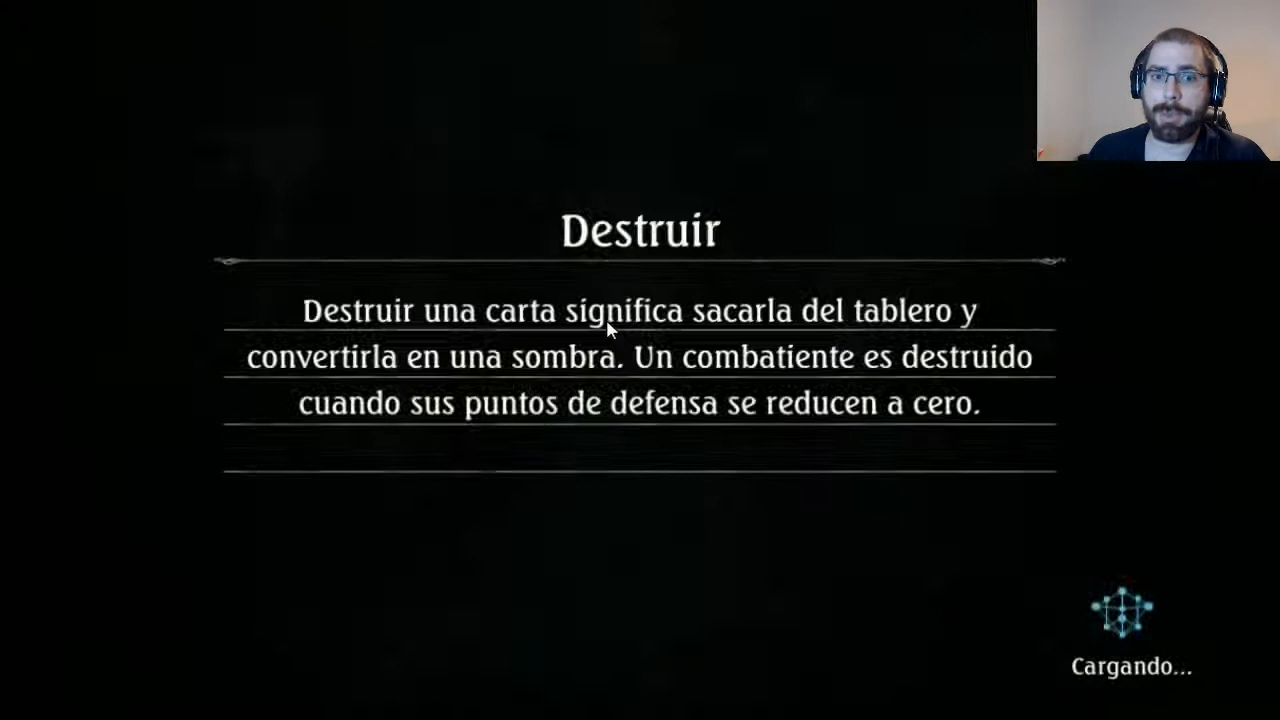 Destruir
Destruir una carta significa sacarla del tablero y
convertirla en una sombra. Un combatiente es destruido
cuando sus puntos de defensa se reducen a cero.
Cargando...